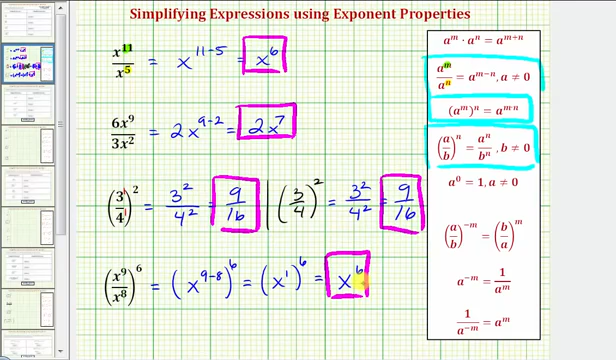 Simplifying Expressions using Exponent Properties
x^11/x^5 = x^(11-5) = x^6
6x^9/3x^2 = 2x^(9-2) = 2x^7
(3/4)^2 = 3^2/4^2 = 9/16 | (3/4)^2 = 3^2/4^2 = 9/16
(x^9/x^8)^6 = (x^(9-8))^6 = (x^1)^6 = x^6
a^m · a^n = a^(m+n)
a^m/a^n = a^(m-n), a ≠ 0
(a^m)^n = a^(m·n)
(a/b)^n = a^n/b^n, b ≠ 0
a^0 = 1, a ≠ 0
(a/b)^-m = (b/a)^m
a^-m = 1/a^m
1/a^-m = a^m